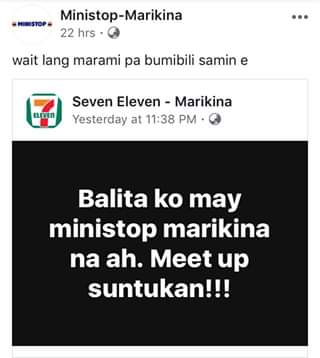 MINISTOP
Ministop-Marikina
22 hrs ·
wait lang marami pa bumibili samin e
7
ELEVEN
Seven Eleven - Marikina
Yesterday at 11:38 PM ·
Balita ko may
ministop marikina
na ah. Meet up
suntukan!!!